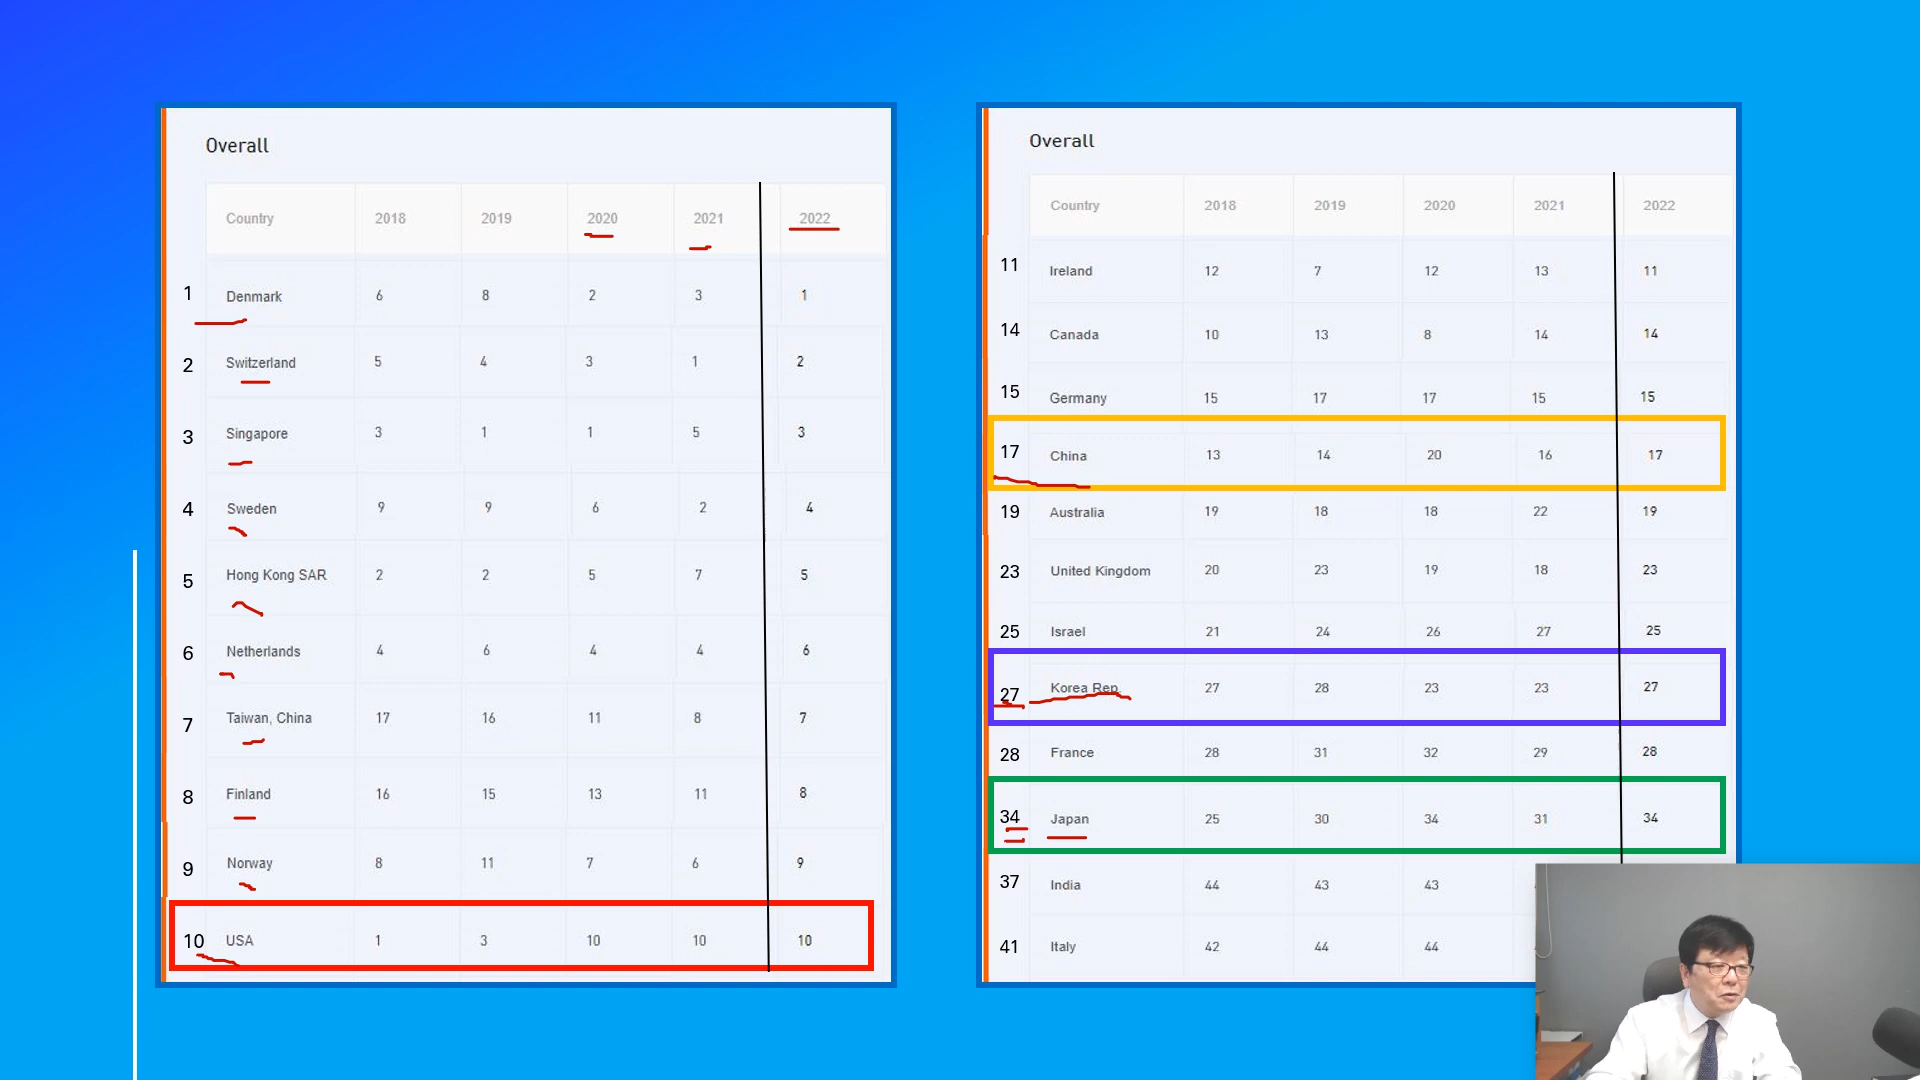 Overall
Country 2018 2019 2020 2021 2022
1 Denmark 6 8 2 3 1
2 Switzerland 5 4 3 1 2
3 Singapore 3 1 1 5 3
4 Sweden 9 9 6 2 4
5 Hong Kong SAR 2 2 5 7 5
6 Netherlands 4 6 4 4 6
7 Taiwan, China 17 16 11 8 7
8 Finland 16 15 13 11 8
9 Norway 8 11 7 6 9
10 USA 1 3 10 10 10
Overall
Country 2018 2019 2020 2021 2022
11 Ireland 12 7 12 13 11
14 Canada 10 13 8 14 14
15 Germany 15 17 17 15 15
17 China 13 14 20 16 17
19 Australia 19 18 18 22 19
23 United Kingdom 20 23 19 18 23
25 Israel 21 24 26 27 25
27 Korea Rep. 27 28 23 23 27
28 France 28 31 32 29 28
34 Japan 25 30 34 31 34
37 India 44 43 43
41 Italy 42 44 44